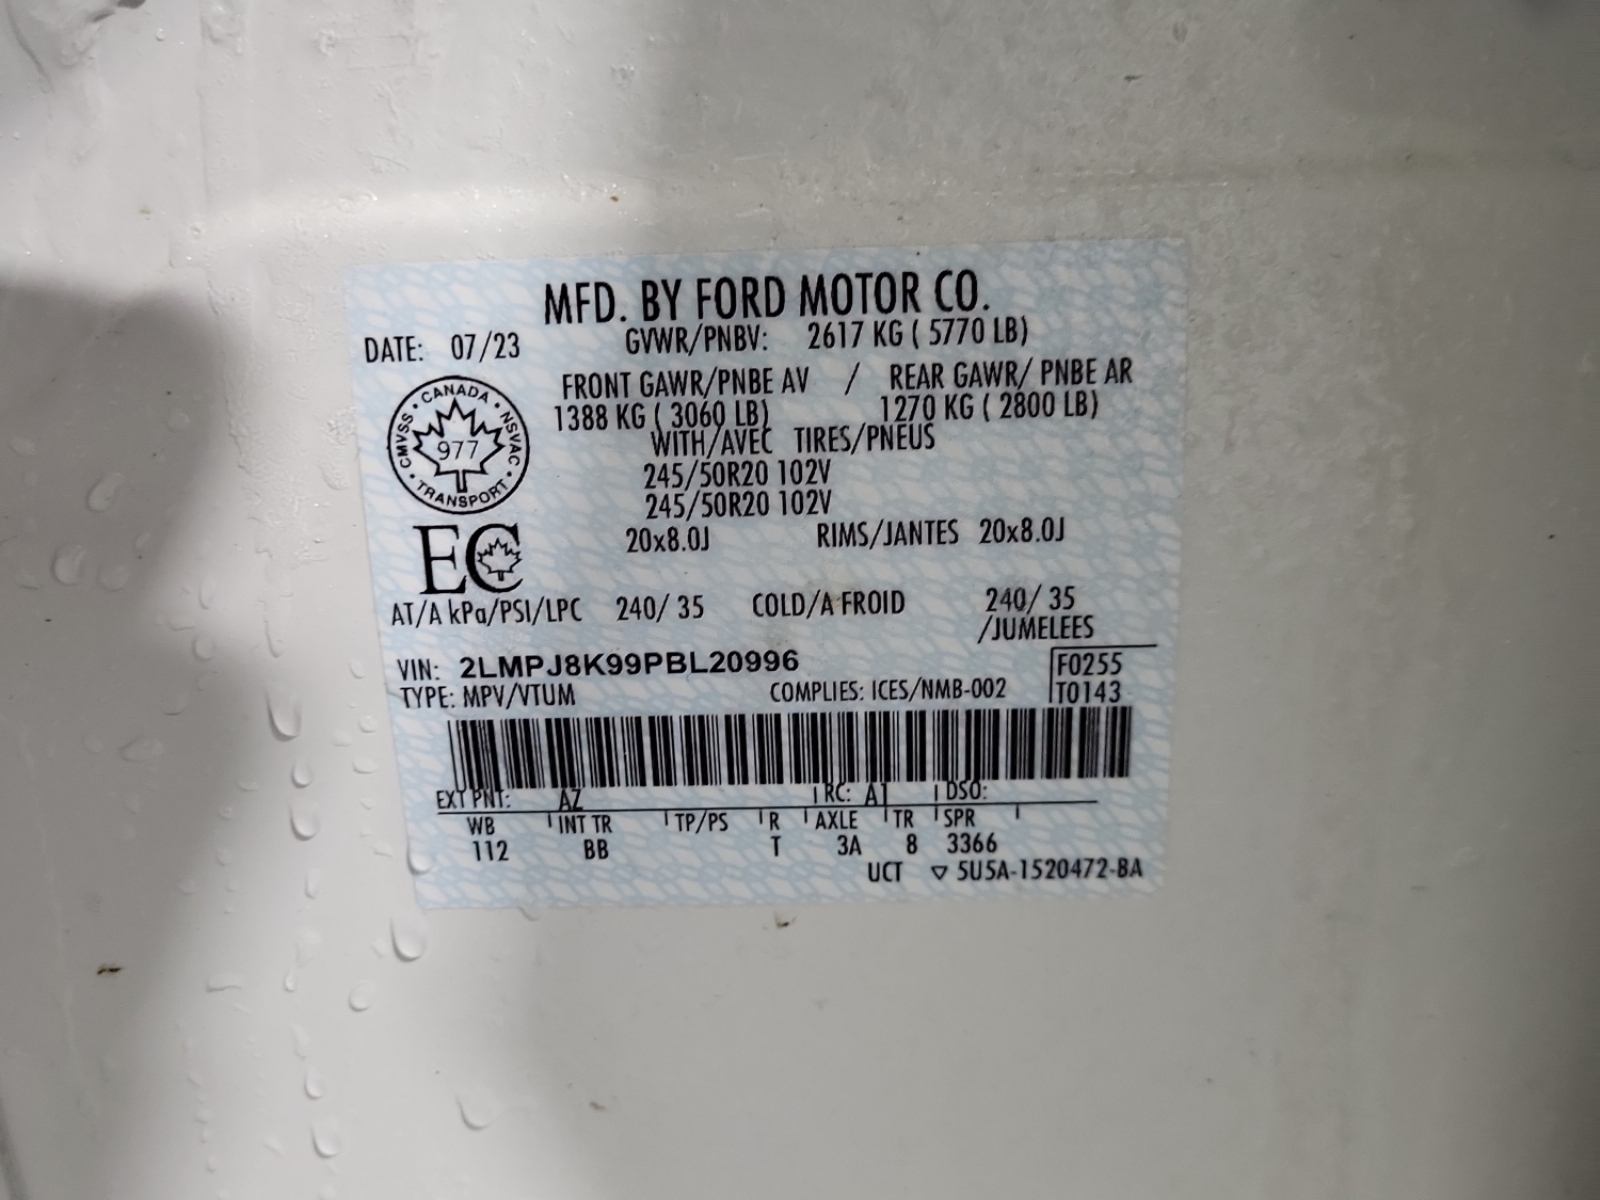 MFD. BY FORD MOTOR CO.
DATE: 07/23 GVWR/PNBV: 2617 KG ( 5770 LB)
FRONT GAWR/PNBE AV / REAR GAWR/ PNBE AR
1388 KG ( 3060 LB) 1270 KG ( 2800 LB)
WITH/AVEC TIRES/PNEUS
245/50R20 102V
245/50R20 102V
20x8.0J RIMS/JANTES 20x8.0J
CANADA
CMVSS 977 NSVAC
TRANSPORT
EC
AT/A kPa/PSI/LPC 240/ 35 COLD/A FROID 240/ 35
/JUMELEES
VIN: 2LMPJ8K99PBL20996 F0255
TYPE: MPV/VTUM COMPLIES: ICES/NMB-002 T0143
EXT PNT: AZ RC: A1 DSO:
WB INT TR TP/PS R AXLE TR SPR
112 BB T 3A 8 3366
UCT ▽ 5U5A-1520472-BA